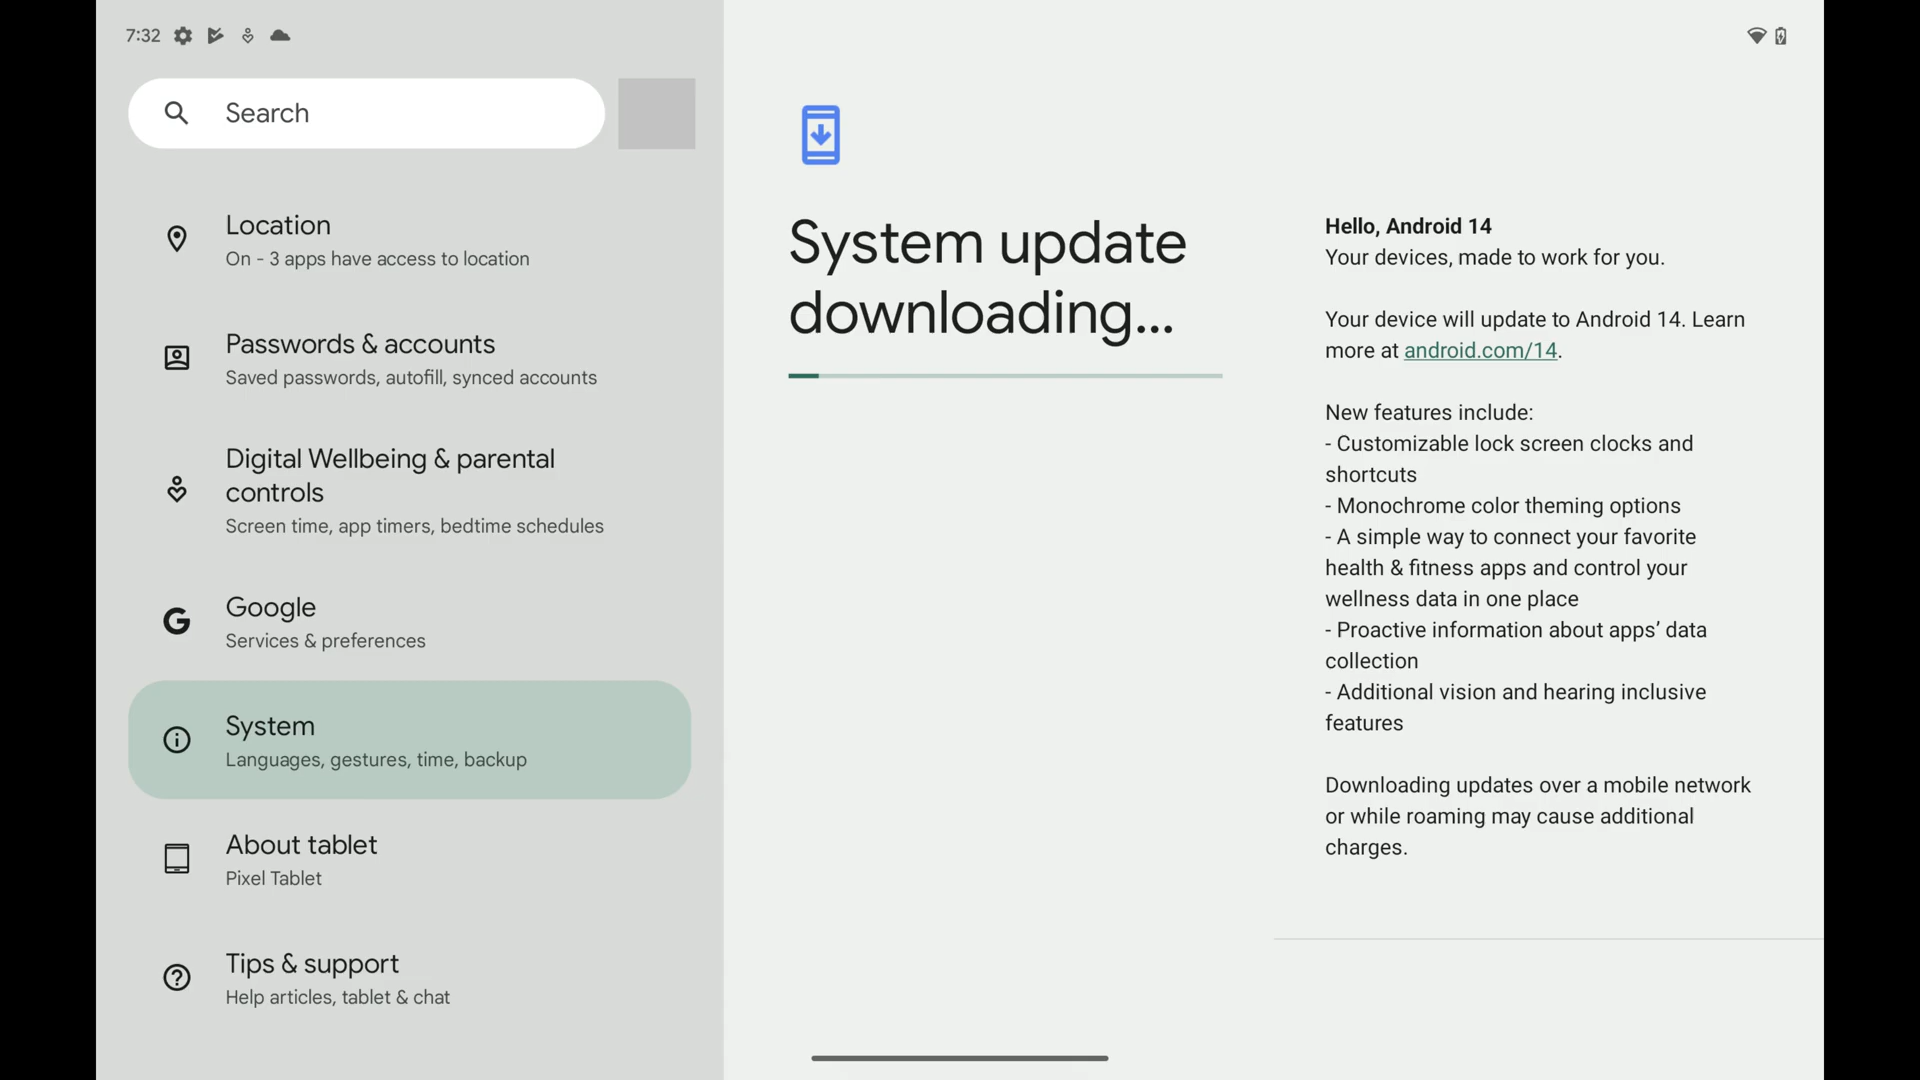 7:32
Search
Location
On - 3 apps have access to location
Passwords & accounts
Saved passwords, autofill, synced accounts
Digital Wellbeing & parental
controls
Screen time, app timers, bedtime schedules
Google
Services & preferences
System
Languages, gestures, time, backup
About tablet
Pixel Tablet
Tips & support
Help articles, tablet & chat
System update
downloading...
Hello, Android 14
Your devices, made to work for you.
Your device will update to Android 14. Learn
more at android.com/14.
New features include:
- Customizable lock screen clocks and
shortcuts
- Monochrome color theming options
- A simple way to connect your favorite
health & fitness apps and control your
wellness data in one place
- Proactive information about apps’ data
collection
- Additional vision and hearing inclusive
features
Downloading updates over a mobile network
or while roaming may cause additional
charges.